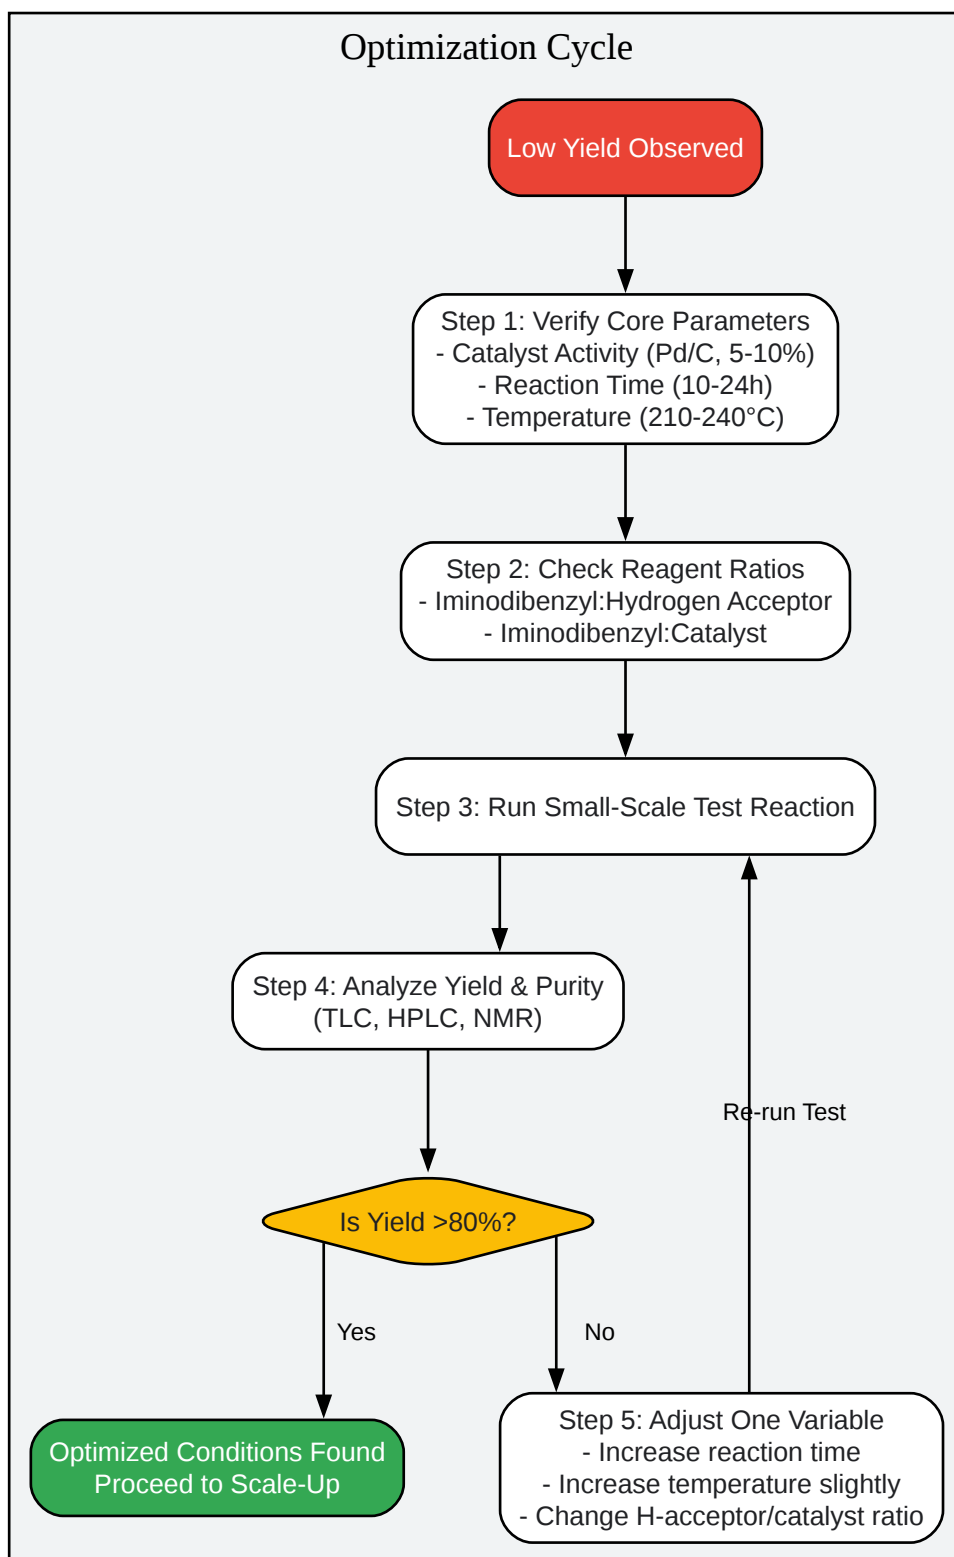 Optimization Cycle
Low Yield Observed
Step 1: Verify Core Parameters
- Catalyst Activity (Pd/C, 5-10%)
- Reaction Time (10-24h)
- Temperature (210-240°C)
Step 2: Check Reagent Ratios
- Iminodibenzyl:Hydrogen Acceptor
- Iminodibenzyl:Catalyst
Step 3: Run Small-Scale Test Reaction
Step 4: Analyze Yield & Purity
(TLC, HPLC, NMR)
Re-run Test
Is Yield >80%?
Yes
No
Optimized Conditions Found
Proceed to Scale-Up
Step 5: Adjust One Variable
- Increase reaction time
- Increase temperature slightly
- Change H-acceptor/catalyst ratio